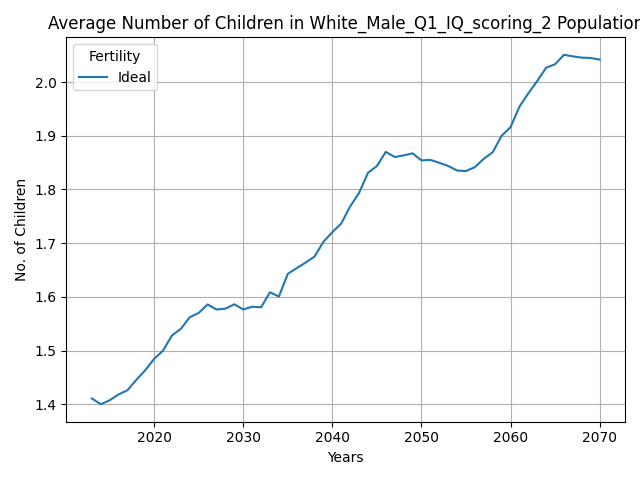 Average Number of Children in White_Male_Q1_IQ_scoring_2 Population
Fertility
Ideal
No. of Children
2.0
1.9
1.8
1.7
1.6
1.5
1.4
2020 2030 2040 2050 2060 2070
Years